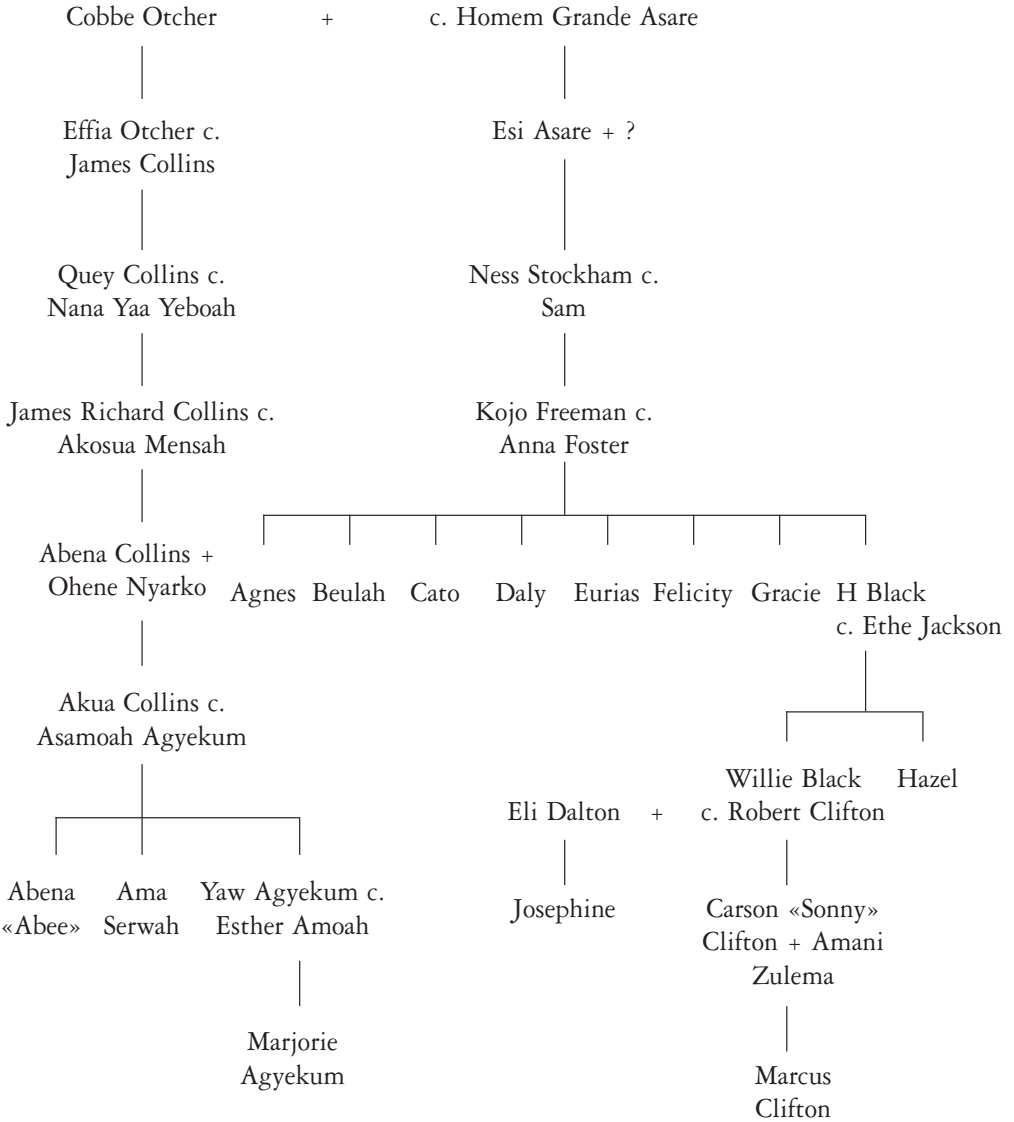 Cobbe Otcher + c. Homem Grande Asare
Effia Otcher c.
James Collins
Esi Asare + ?
Quey Collins c.
Nana Yaa Yeboah
Ness Stockham c.
Sam
James Richard Collins c.
Akosua Mensah
Kojo Freeman c.
Anna Foster
Abena Collins +
Ohene Nyarko
Agnes Beulah Cato Daly Eurias Felicity Gracie H Black
c. Ethe Jackson
Akua Collins c.
Asamoah Agyekum
Willie Black Hazel
Eli Dalton + c. Robert Clifton
Abena
«Abee»
Ama
Serwah
Yaw Agyekum c.
Esther Amoah
Josephine
Carson «Sonny»
Clifton + Amani
Zulema
Marjorie
Agyekum
Marcus
Clifton